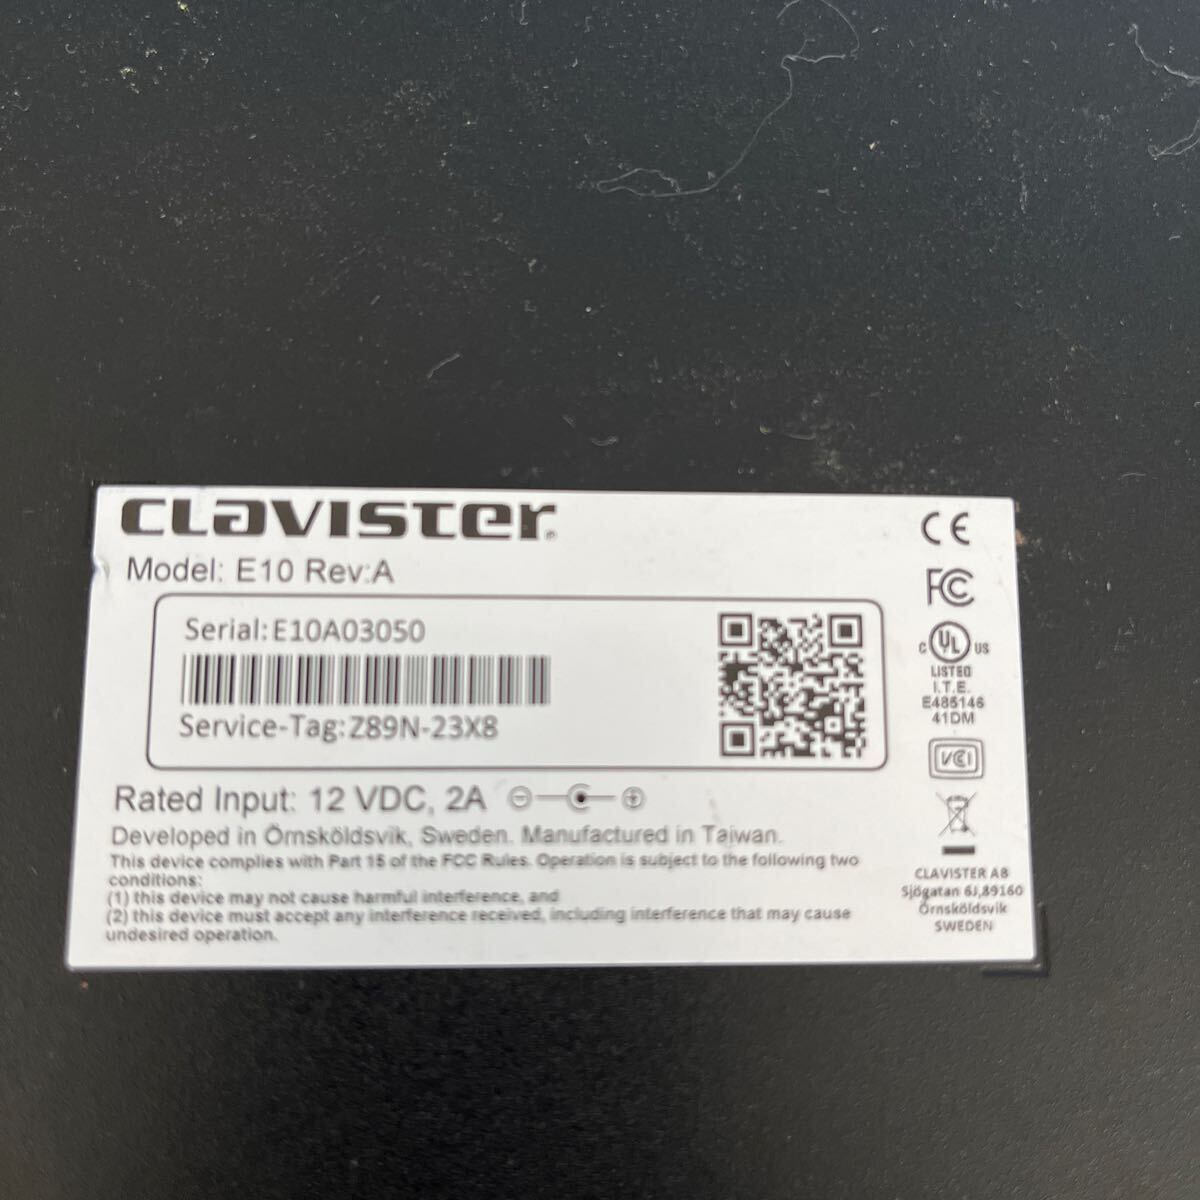 CLAVISTER
Model: E10 Rev:A
Serial:E10A03050
Service-Tag:Z89N-23X8
Rated Input: 12 VDC, 2A
Developed in Örnsköldsvik, Sweden. Manufactured in Taiwan.
This device complies with Part 15 of the FCC Rules. Operation is subject to the following two
conditions:
(1) this device may not cause harmful interference, and
(2) this device must accept any interference received, including interference that may cause
undesired operation.
CE
FCC
C UL US
LISTED
I.T.E.
E485146
41DM
VCI
CLAVISTER AB
Sjögatan 6J,89160
Örnsköldsvik
SWEDEN